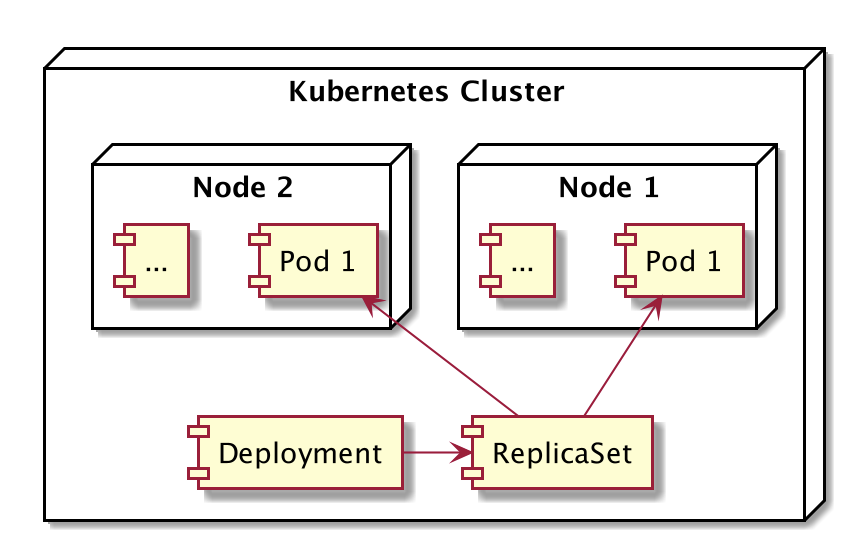 Kubernetes Cluster
Node 2
Node 1
...
Pod 1
...
Pod 1
Deployment
ReplicaSet